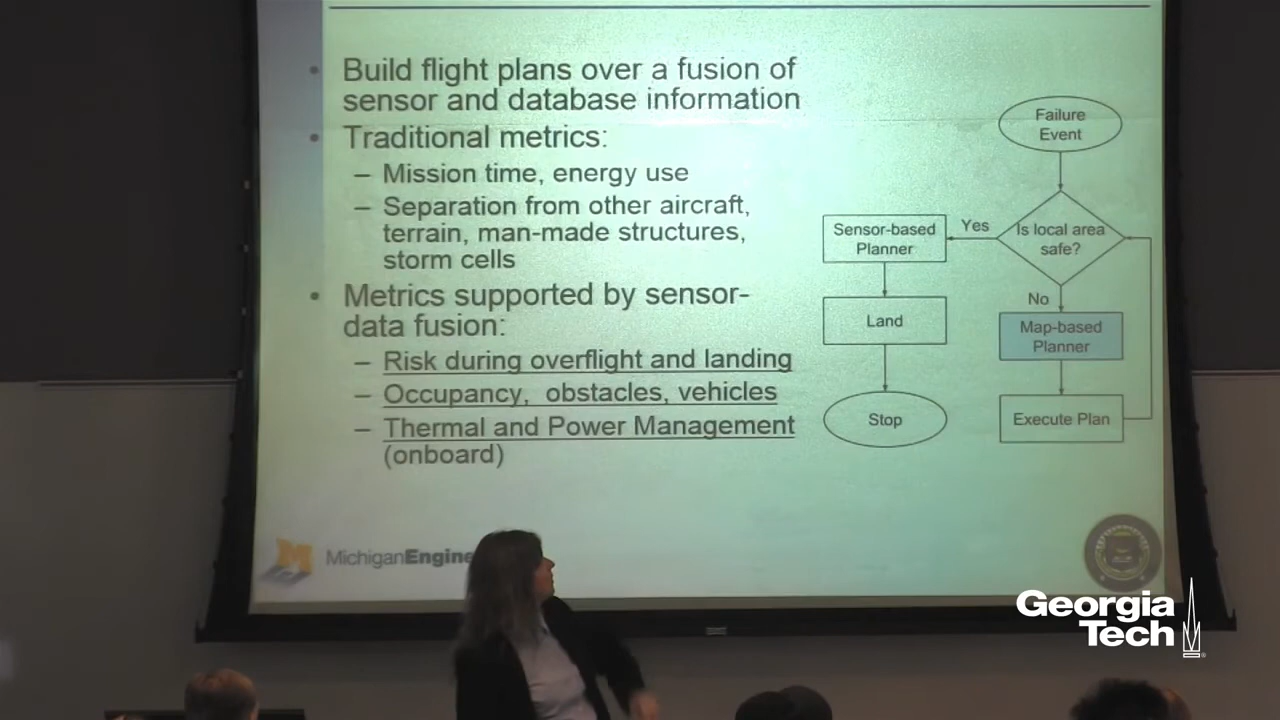 • Build flight plans over a fusion of
sensor and database information
• Traditional metrics:
– Mission time, energy use
– Separation from other aircraft,
terrain, man-made structures,
storm cells
• Metrics supported by sensor-
data fusion:
– Risk during overflight and landing
– Occupancy, obstacles, vehicles
– Thermal and Power Management
(onboard)
Failure
Event
Is local area
safe?
Yes
Sensor-based
Planner
Land
Stop
No
Map-based
Planner
Execute Plan
M
MichiganEngine
Georgia
Tech